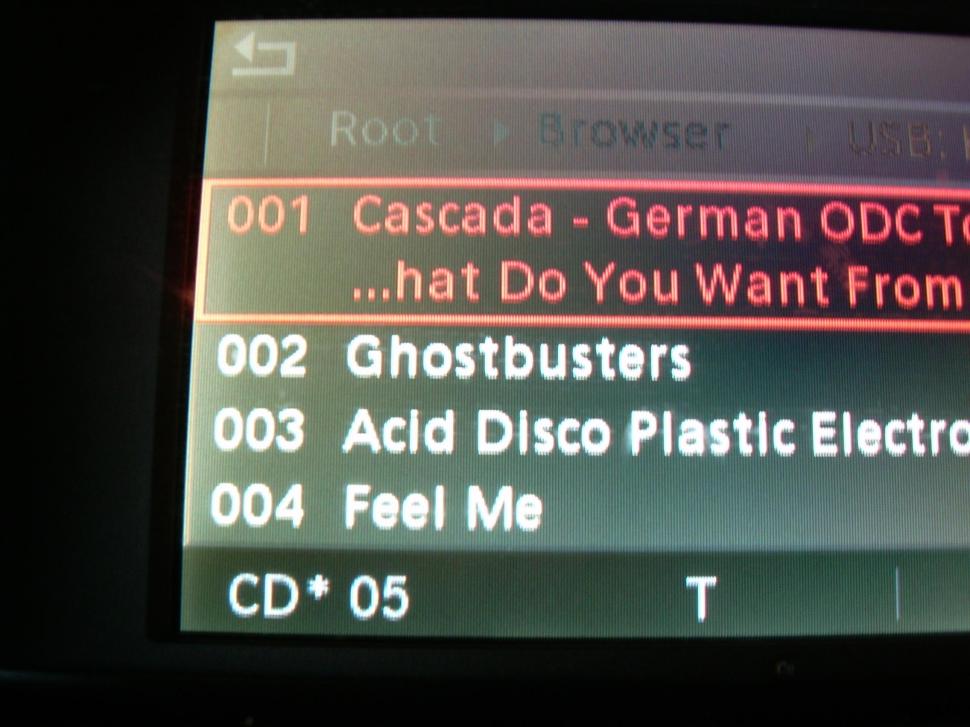 Root Browser USB:
001 Cascada - German ODC To
...hat Do You Want From
002 Ghostbusters
003 Acid Disco Plastic Electro
004 Feel Me
CD* 05 T